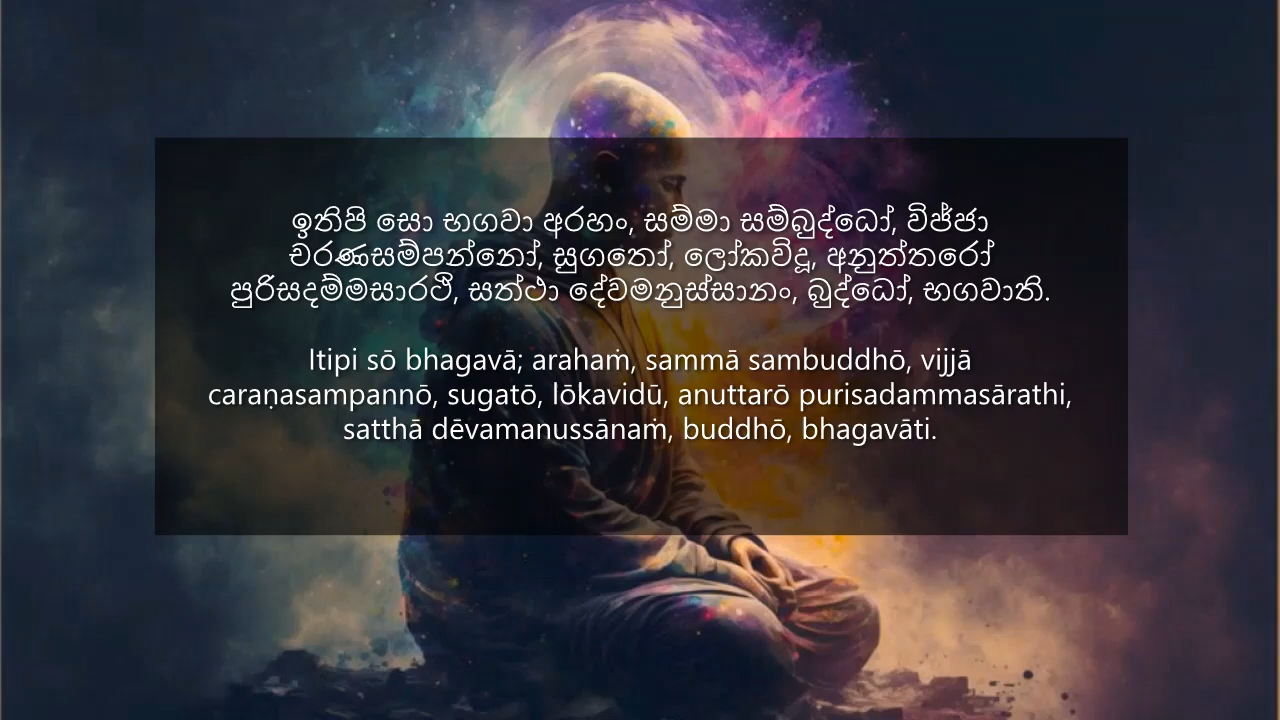 ඉතිපි සො භගවා අරහං, සම්මා සම්බුද්ධෝ, විජ්ජා
චරණසම්පන්නෝ, සුගතෝ, ලෝකවිදූ, අනුත්තරෝ
පුරිසදම්මසාරථි, සත්ථා දේවමනුස්සානං, බුද්ධෝ, භගවාති.
Itipi sō bhagavā; arahaṁ, sammā sambuddhō, vijjā
caraṇasampannō, sugatō, lōkavidū, anuttarō purisadammasārathi,
satthā dēvamanussānaṁ, buddhō, bhagavāti.